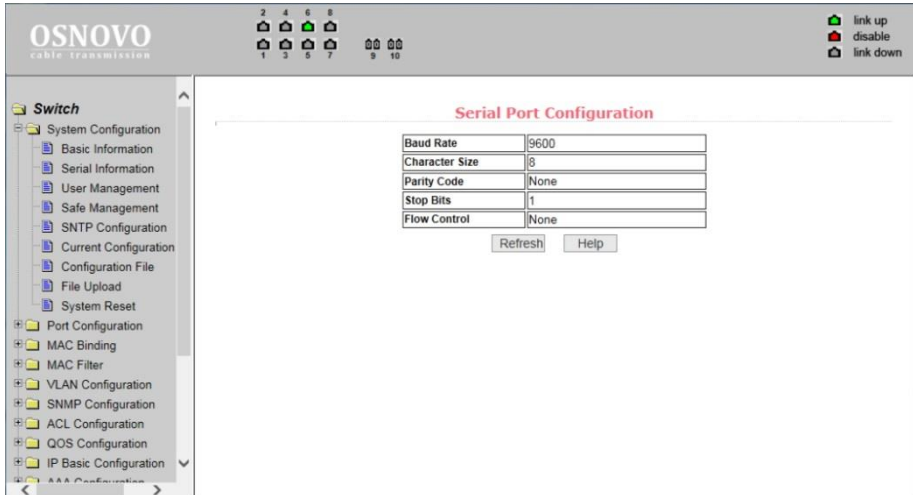 OSNOVO
cable transmission
2 4 6 8
1 3 5 7 9 10
link up
disable
link down
Switch
System Configuration
Basic Information
Serial Information
User Management
Safe Management
SNTP Configuration
Current Configuration
Configuration File
File Upload
System Reset
Port Configuration
MAC Binding
MAC Filter
VLAN Configuration
SNMP Configuration
ACL Configuration
QOS Configuration
IP Basic Configuration
AAA Configuration
Serial Port Configuration
Baud Rate 9600
Character Size 8
Parity Code None
Stop Bits 1
Flow Control None
Refresh Help